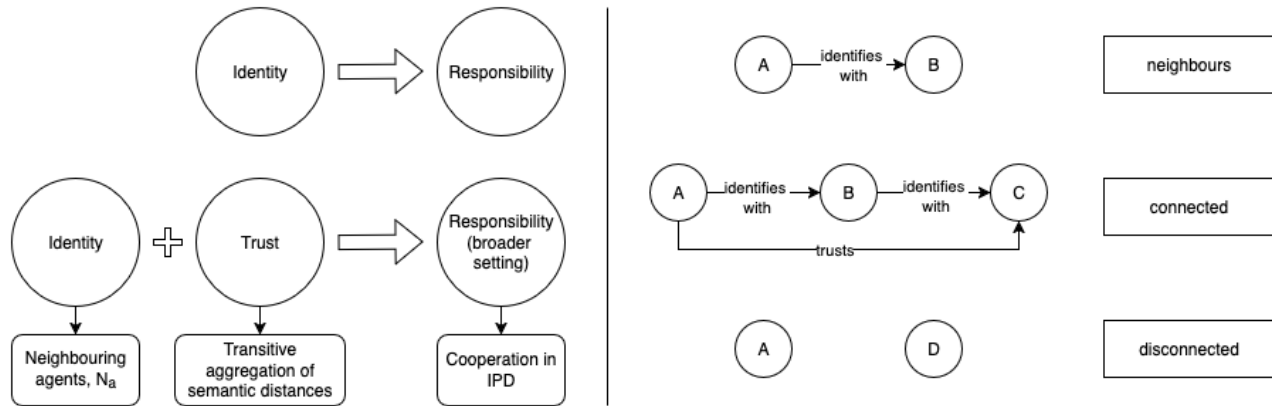 Identity
Responsibility
Identity
Trust
Responsibility
(broader
setting)
Neighbouring
agents, Na
Transitive
aggregation of
semantic distances
Cooperation in
IPD
A
identifies
with
B
neighbours
A
identifies
with
B
identifies
with
C
trusts
connected
A
D
disconnected